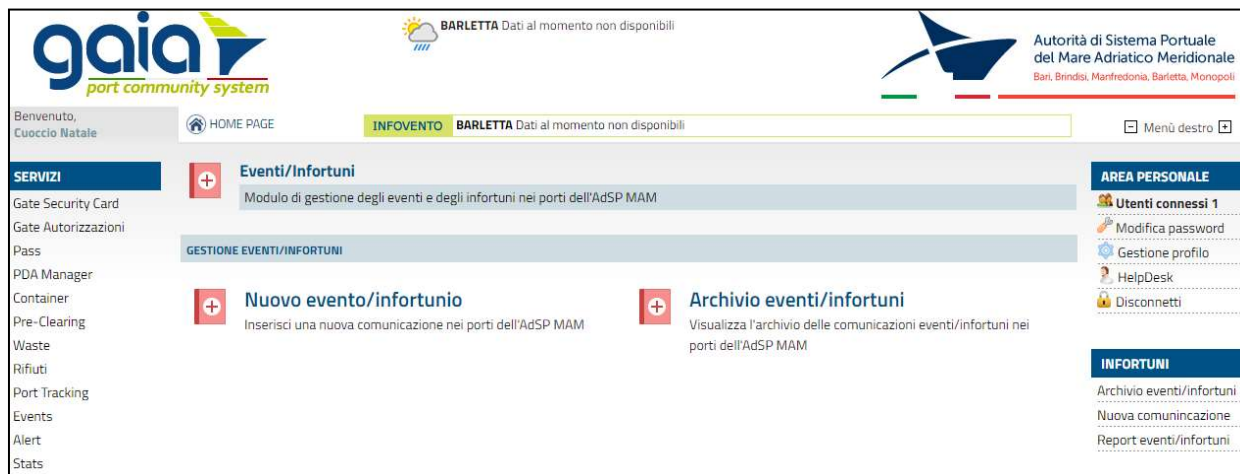 gaia
port community system
BARLETTA Dati al momento non disponibili
Autorità di Sistema Portuale
del Mare Adriatico Meridionale
Bari, Brindisi, Manfredonia, Barletta, Monopoli
Benvenuto,
Cuoccio Natale
HOME PAGE
INFOVENTO BARLETTA Dati al momento non disponibili
Menù destro
SERVIZI
Gate Security Card
Gate Autorizzazioni
Pass
PDA Manager
Container
Pre-Clearing
Waste
Rifiuti
Port Tracking
Events
Alert
Stats
Eventi/Infortuni
Modulo di gestione degli eventi e degli infortuni nei porti dell'AdSP MAM
GESTIONE EVENTI/INFORTUNI
Nuovo evento/infortunio
Inserisci una nuova comunicazione nei porti dell'AdSP MAM
Archivio eventi/infortuni
Visualizza l'archivio delle comunicazioni eventi/infortuni nei
porti dell'AdSP MAM
AREA PERSONALE
Utenti connessi 1
Modifica password
Gestione profilo
HelpDesk
Disconnetti
INFORTUNI
Archivio eventi/infortuni
Nuova comunincazione
Report eventi/infortuni